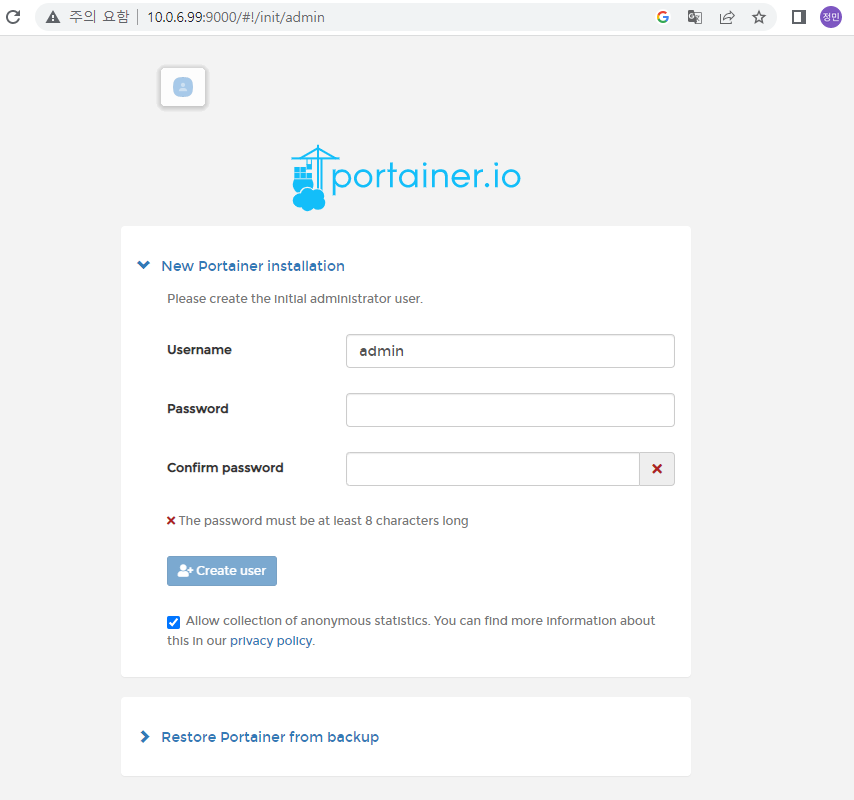 주의 요함 10.0.6.99:9000/#!/init/admin
정민
portainer.io
New Portainer installation
Please create the initial administrator user.
Username admin
Password
Confirm password
The password must be at least 8 characters long
Create user
Allow collection of anonymous statistics. You can find more information about
this in our privacy policy.
Restore Portainer from backup